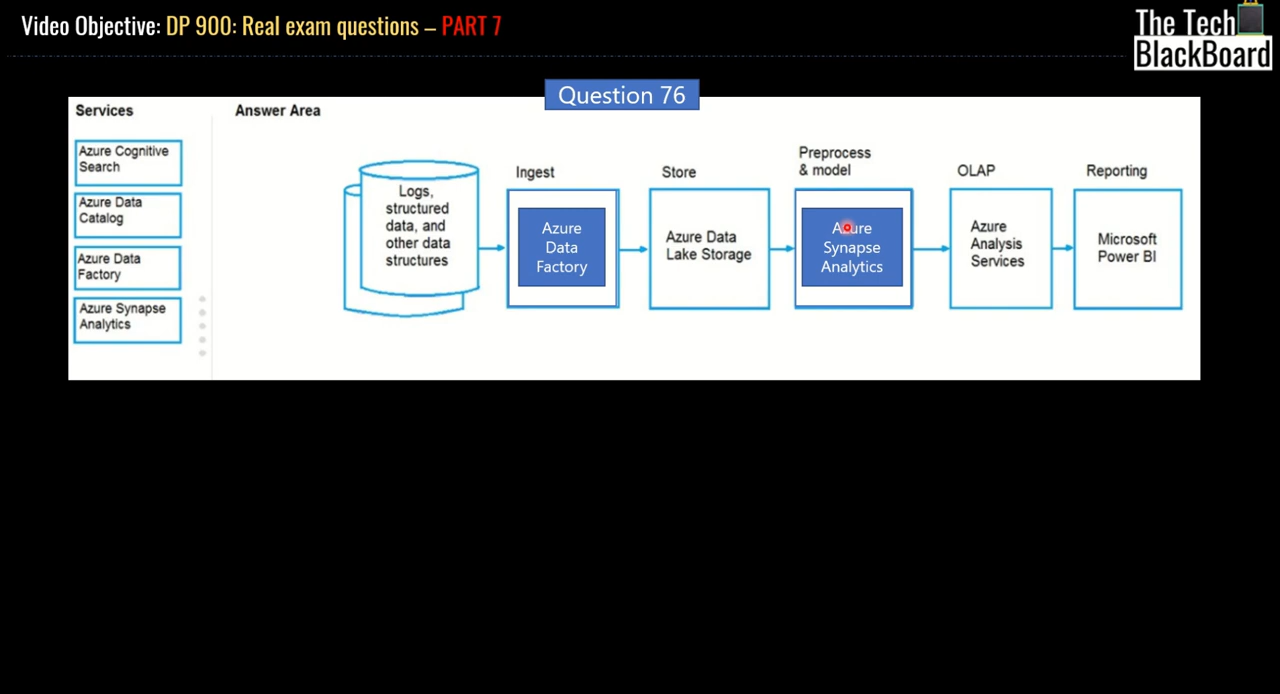 Video Objective: DP 900: Real exam questions – PART 7
The Tech
BlackBoard
Question 76
Services
Answer Area
Azure Cognitive
Search
Azure Data
Catalog
Azure Data
Factory
Azure Synapse
Analytics
Logs,
structured
data, and
other data
structures
Ingest
Azure
Data
Factory
Store
Azure Data
Lake Storage
Preprocess
& model
Azure
Synapse
Analytics
OLAP
Azure
Analysis
Services
Reporting
Microsoft
Power BI